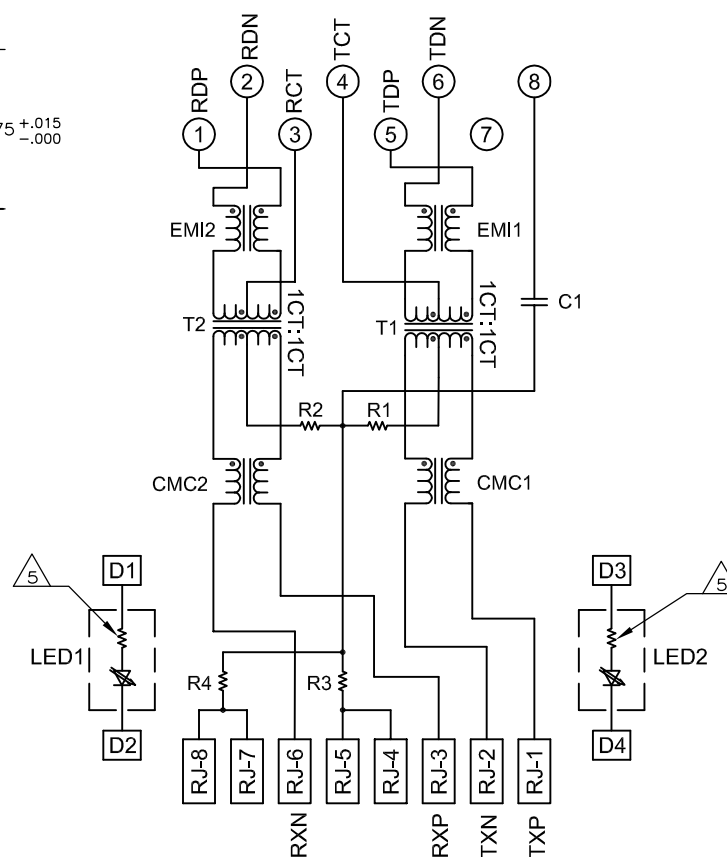 RDN
TCT
TDN
2
4
6
8
75 +.015
-.000
RDP
RCT
TDP
1
3
5
7
EMI2
EMI1
1CT:1CT
1CT:1CT
C1
T2
T1
R2
R1
CMC2
CMC1
5
D1
D3
5
LED1
LED2
R4
R3
D2
RJ-8
RJ-7
RJ-6
RJ-5
RJ-4
RJ-3
RJ-2
RJ-1
D4
RXN
RXP
TXN
TXP